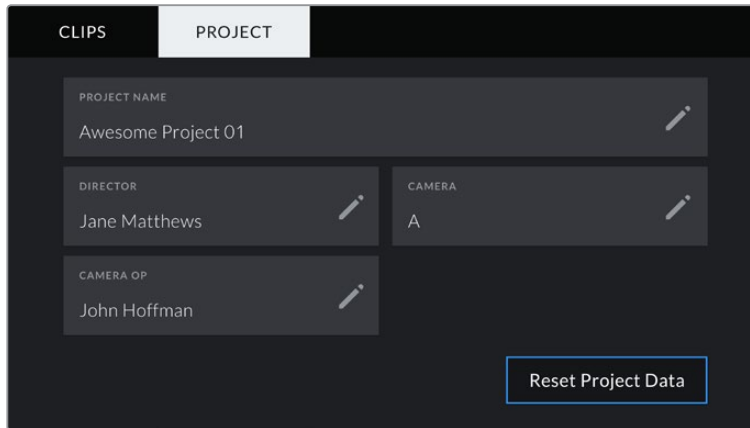 CLIPS PROJECT
PROJECT NAME
Awesome Project 01
DIRECTOR
Jane Matthews
CAMERA
A
CAMERA OP
John Hoffman
Reset Project Data